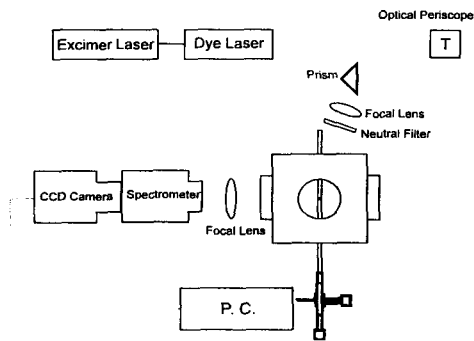 Optical Periscope
T
Excimer Laser
Dye Laser
Prism
Focal Lens
Neutral Filter
CCD Camera
Spectrometer
Focal Lens
P. C.